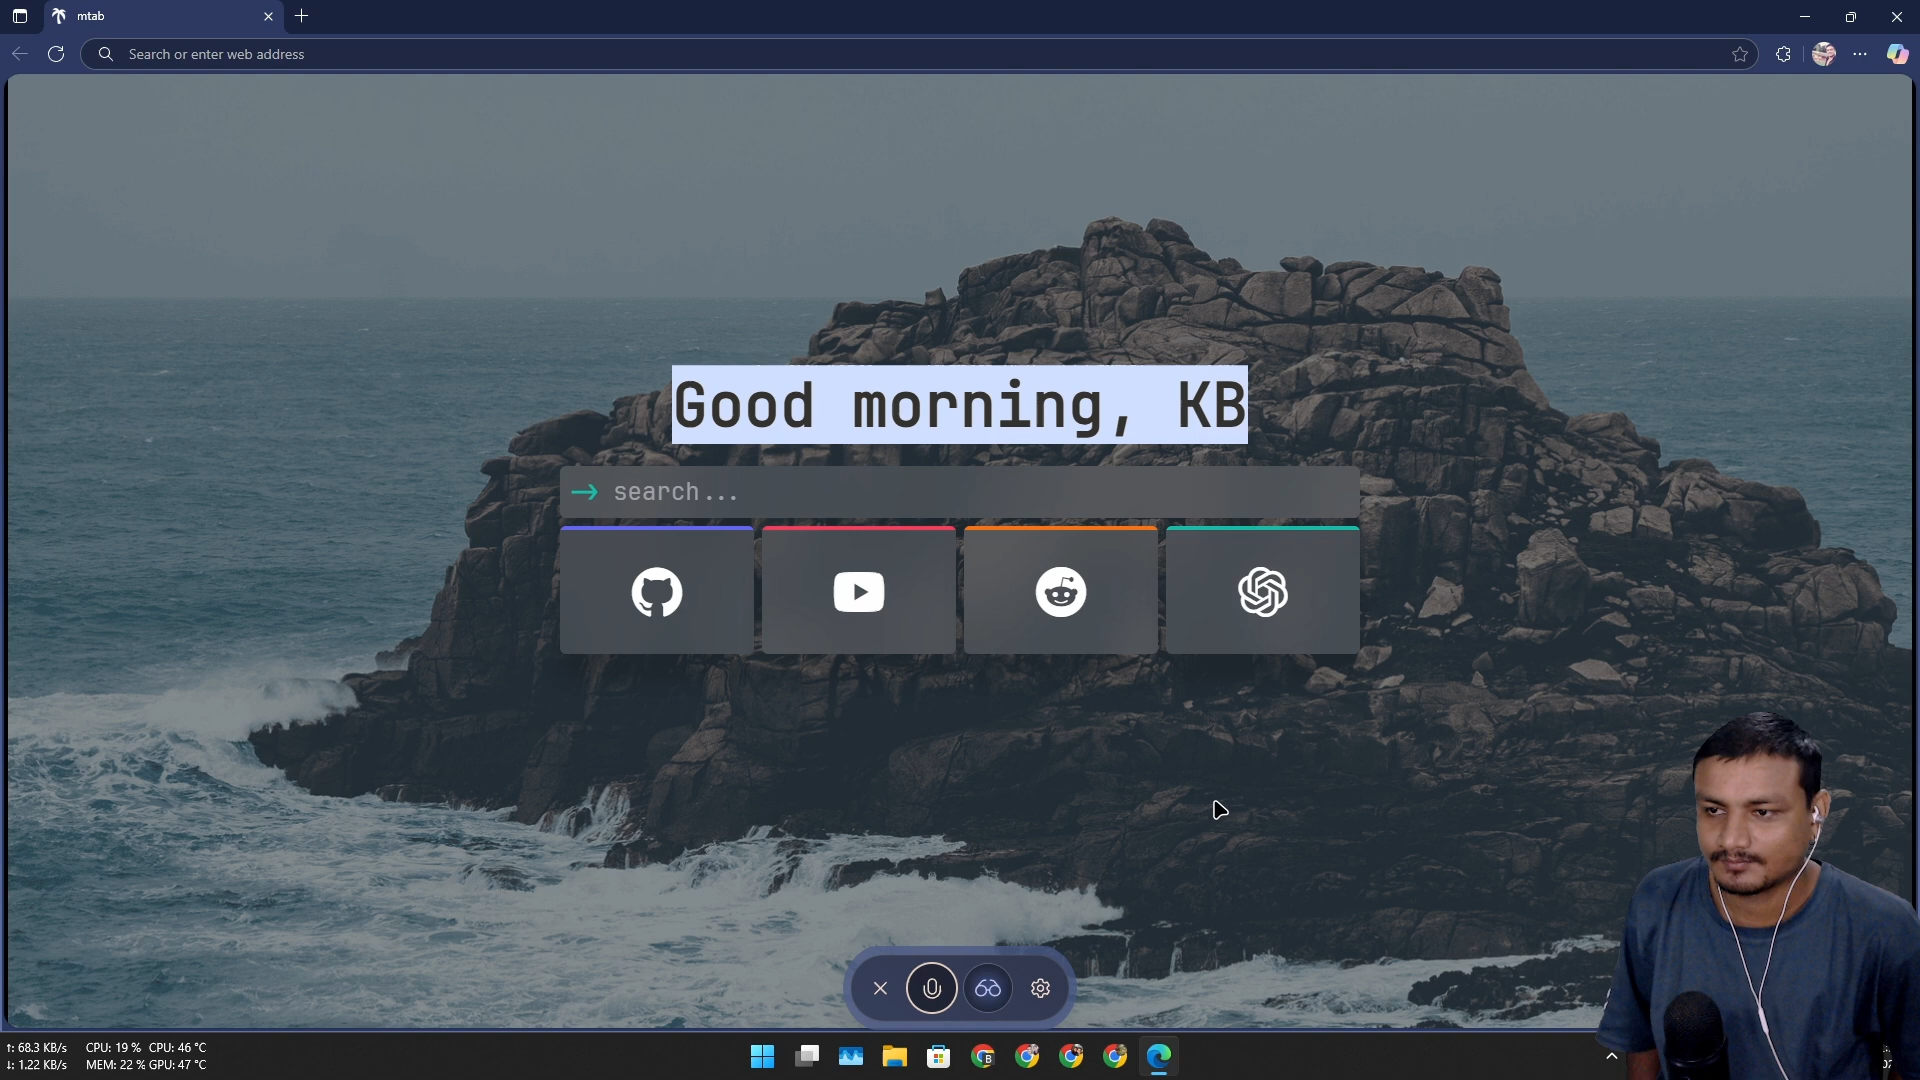 mtab
Search or enter web address
Good morning, KB
search...
↑: 68.3 KB/s CPU: 19 % CPU: 46 °C
↓: 1.22 KB/s MEM: 22 % GPU: 47 °C